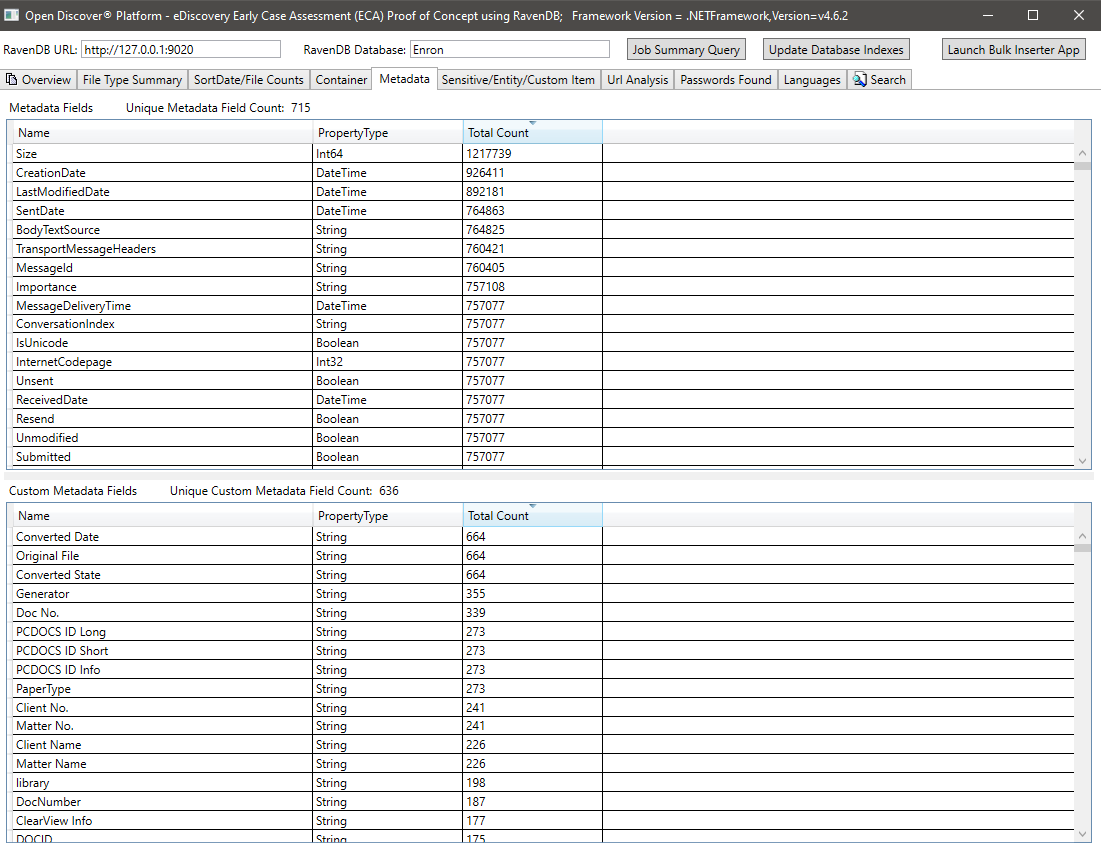 Open Discover® Platform - eDiscovery Early Case Assessment (ECA) Proof of Concept using RavenDB;   Framework Version = .NETFramework,Version=v4.6.2
RavenDB URL: http://127.0.0.1:9020 RavenDB Database: Enron Job Summary Query Update Database Indexes Launch Bulk Inserter App
Overview File Type Summary SortDate/File Counts Container Metadata Sensitive/Entity/Custom Item Url Analysis Passwords Found Languages Search
Metadata Fields Unique Metadata Field Count: 715
Name PropertyType Total Count
Size Int64 1217739
CreationDate DateTime 926411
LastModifiedDate DateTime 892181
SentDate DateTime 764863
BodyTextSource String 764825
TransportMessageHeaders String 760421
MessageId String 760405
Importance String 757108
MessageDeliveryTime DateTime 757077
ConversationIndex String 757077
IsUnicode Boolean 757077
InternetCodepage Int32 757077
Unsent Boolean 757077
ReceivedDate DateTime 757077
Resend Boolean 757077
Unmodified Boolean 757077
Submitted Boolean 757077
Custom Metadata Fields Unique Custom Metadata Field Count: 636
Name PropertyType Total Count
Converted Date String 664
Original File String 664
Converted State String 664
Generator String 355
Doc No. String 339
PCDOCS ID Long String 273
PCDOCS ID Short String 273
PCDOCS ID Info String 273
PaperType String 273
Client No. String 241
Matter No. String 241
Client Name String 226
Matter Name String 226
library String 198
DocNumber String 187
ClearView Info String 177
DOCID String 175